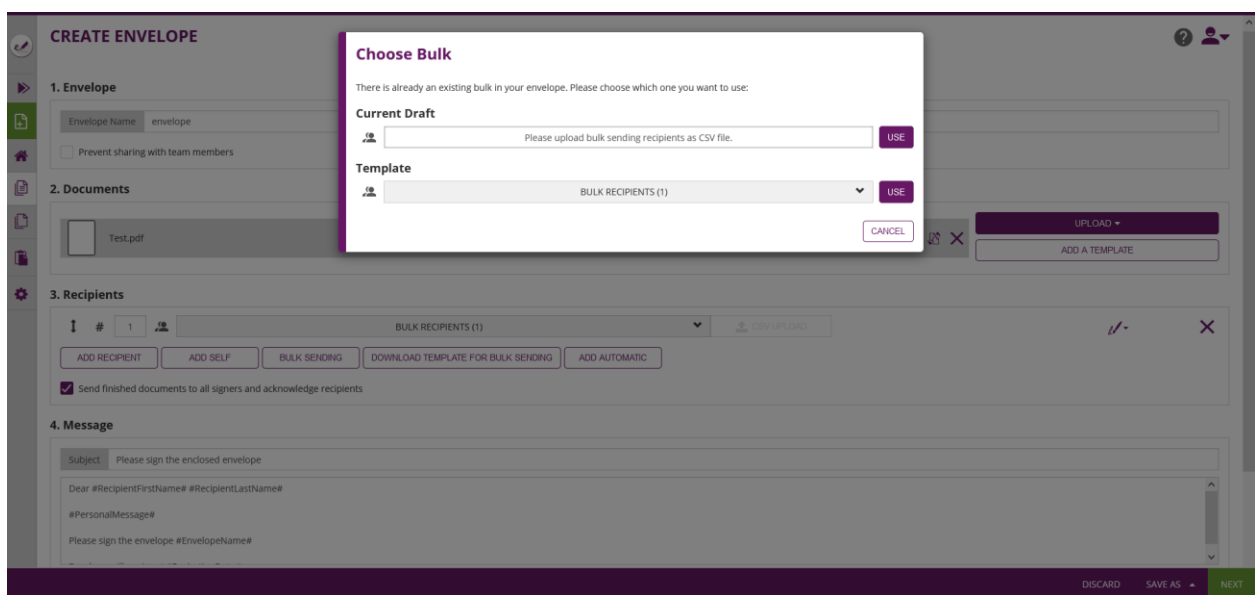 CREATE ENVELOPE
Choose Bulk
There is already an existing bulk in your envelope. Please choose which one you want to use:
Current Draft
Please upload bulk sending recipients as CSV file.
USE
Template
BULK RECIPIENTS (1)
USE
CANCEL
1. Envelope
Envelope Name envelope
Prevent sharing with team members
2. Documents
Test.pdf
UPLOAD
ADD A TEMPLATE
3. Recipients
# 1 BULK RECIPIENTS (1) CSV UPLOAD
ADD RECIPIENT ADD SELF BULK SENDING DOWNLOAD TEMPLATE FOR BULK SENDING ADD AUTOMATIC
Send finished documents to all signers and acknowledge recipients
4. Message
Subject Please sign the enclosed envelope
Dear #RecipientFirstName# #RecipientLastName#
#PersonalMessage#
Please sign the envelope #EnvelopeName#
DISCARD SAVE AS NEXT